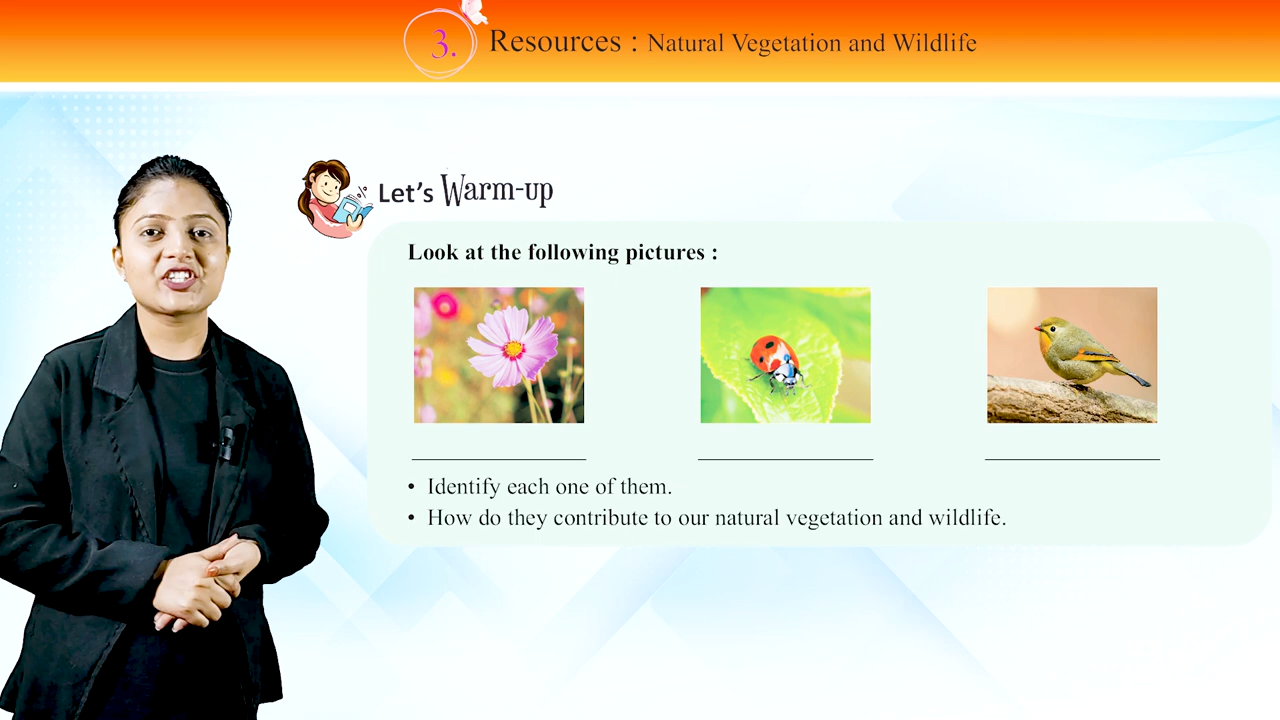 3. Resources : Natural Vegetation and Wildlife
Let's Warm-up
Look at the following pictures :
• Identify each one of them.
• How do they contribute to our natural vegetation and wildlife.